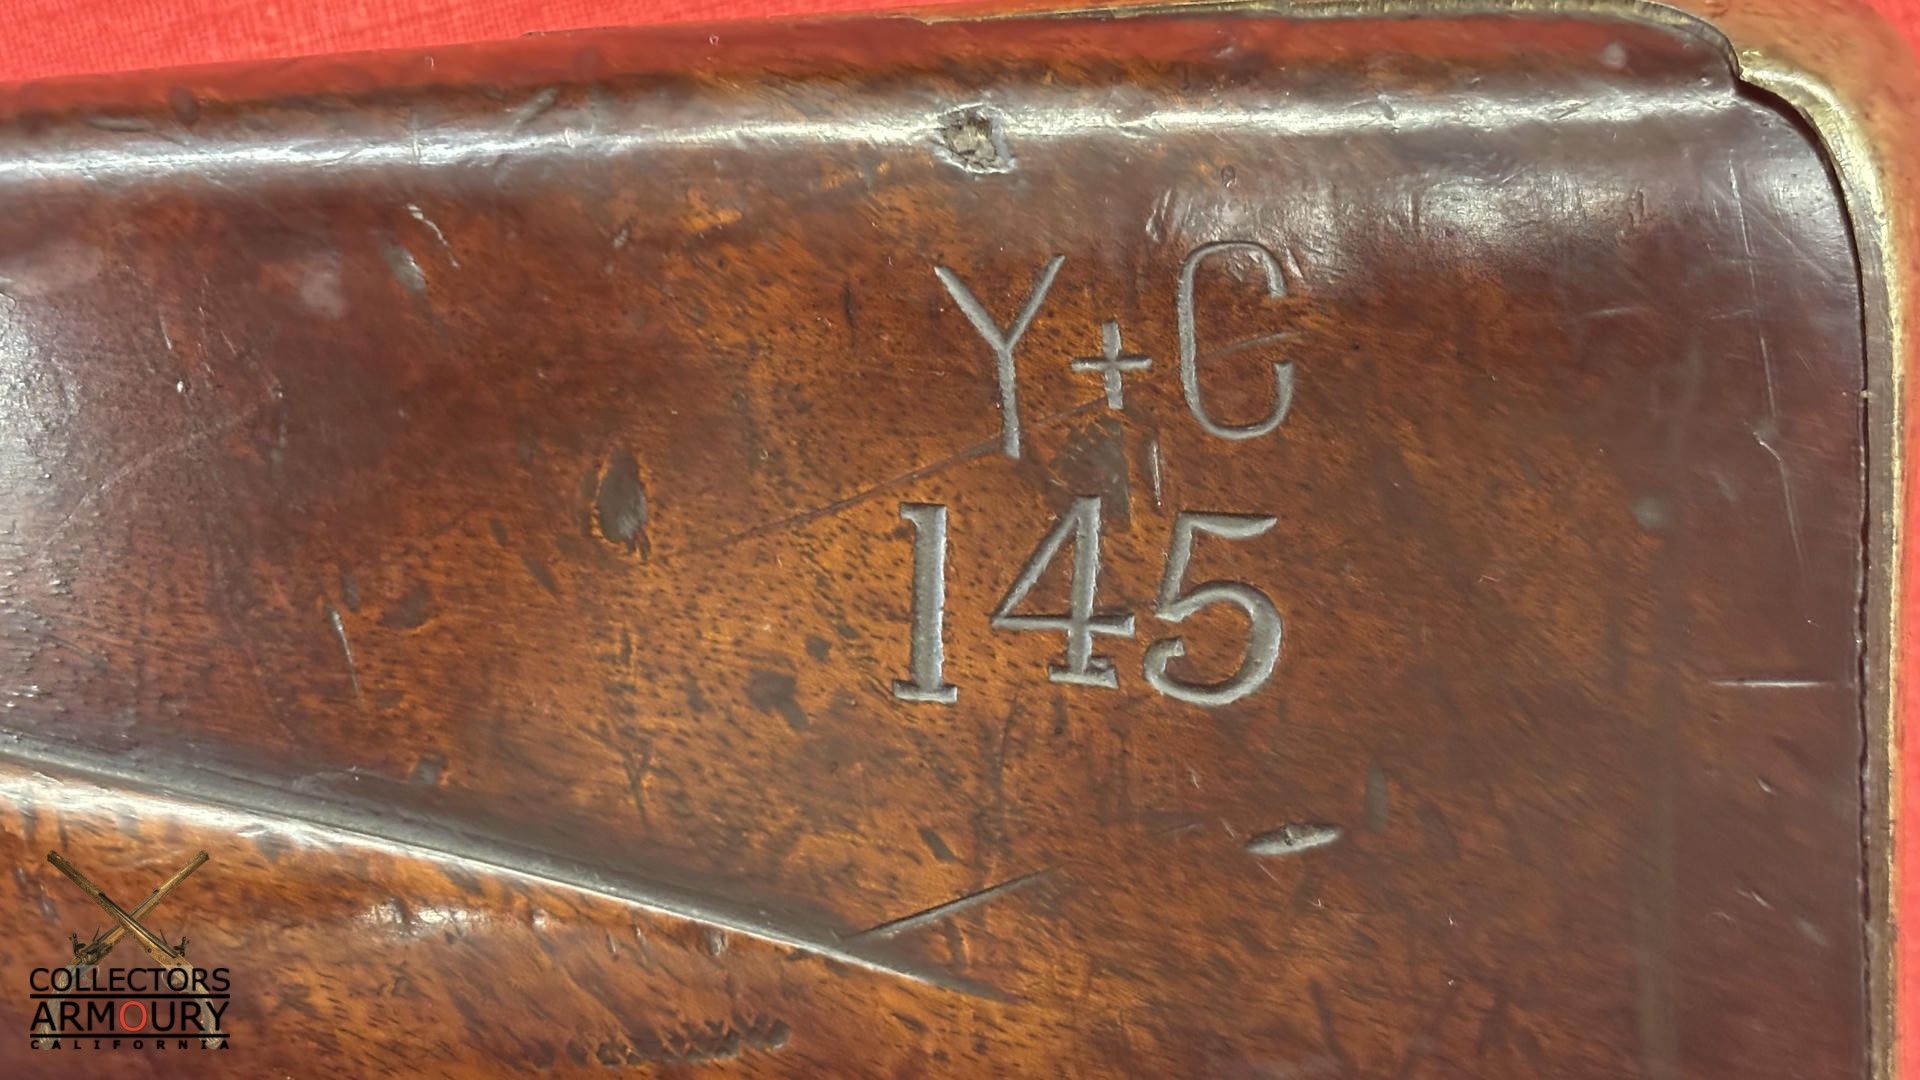 Y+C
145
COLLECTORS
ARMOURY
CALIFORNIA